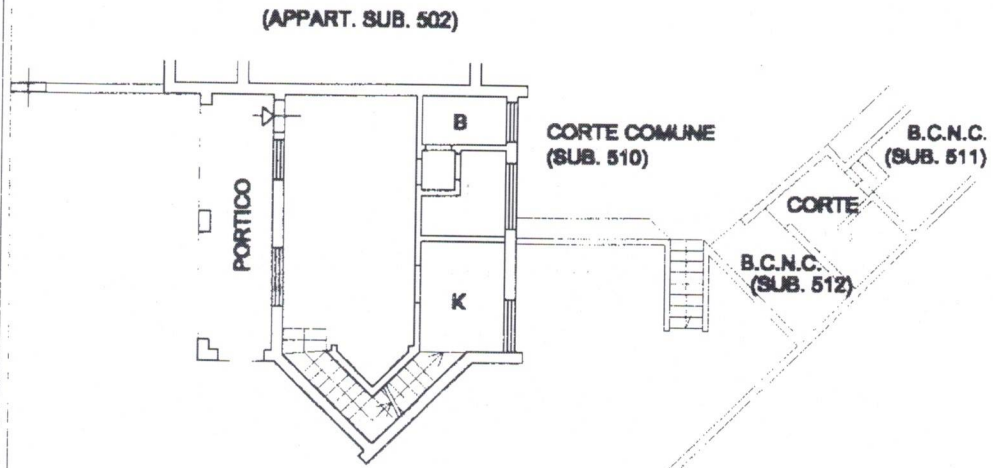 (APPART. SUB. 502)
B
CORTE COMUNE
(SUB. 510)
B.C.N.C.
(SUB. 511)
PORTICO
CORTE
B.C.N.C.
(SUB. 512)
K